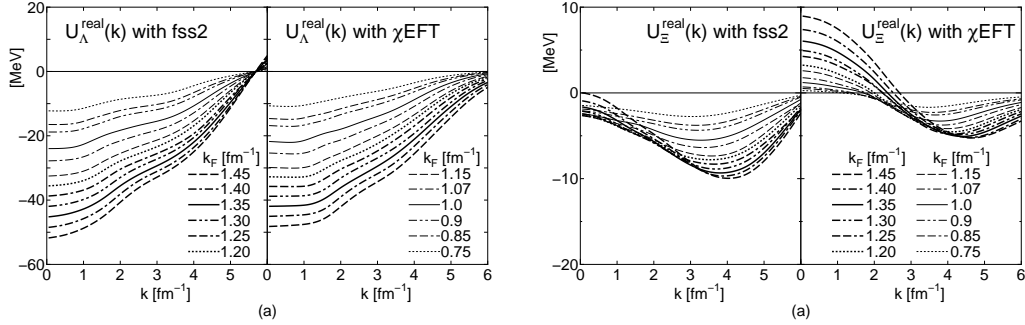 U_Λ^real(k) with fss2
U_Λ^real(k) with χEFT
[MeV]
20
0
−20
−40
−60
k_F [fm⁻¹]
1.45
1.40
1.35
1.30
1.25
1.20
k_F [fm⁻¹]
1.15
1.07
1.0
0.9
0.85
0.75
0 1 2 3 4 5 0 1 2 3 4 5 6
k [fm⁻¹] k [fm⁻¹]
(a)
U_Ξ^real(k) with fss2
U_Ξ^real(k) with χEFT
[MeV]
10
0
−10
−20
k_F [fm⁻¹] k_F [fm⁻¹]
1.45 1.15
1.40 1.07
1.35 1.0
1.30 0.9
1.25 0.85
1.20 0.75
0 2 4 6 0 2 4 6
k [fm⁻¹] k [fm⁻¹]
(a)